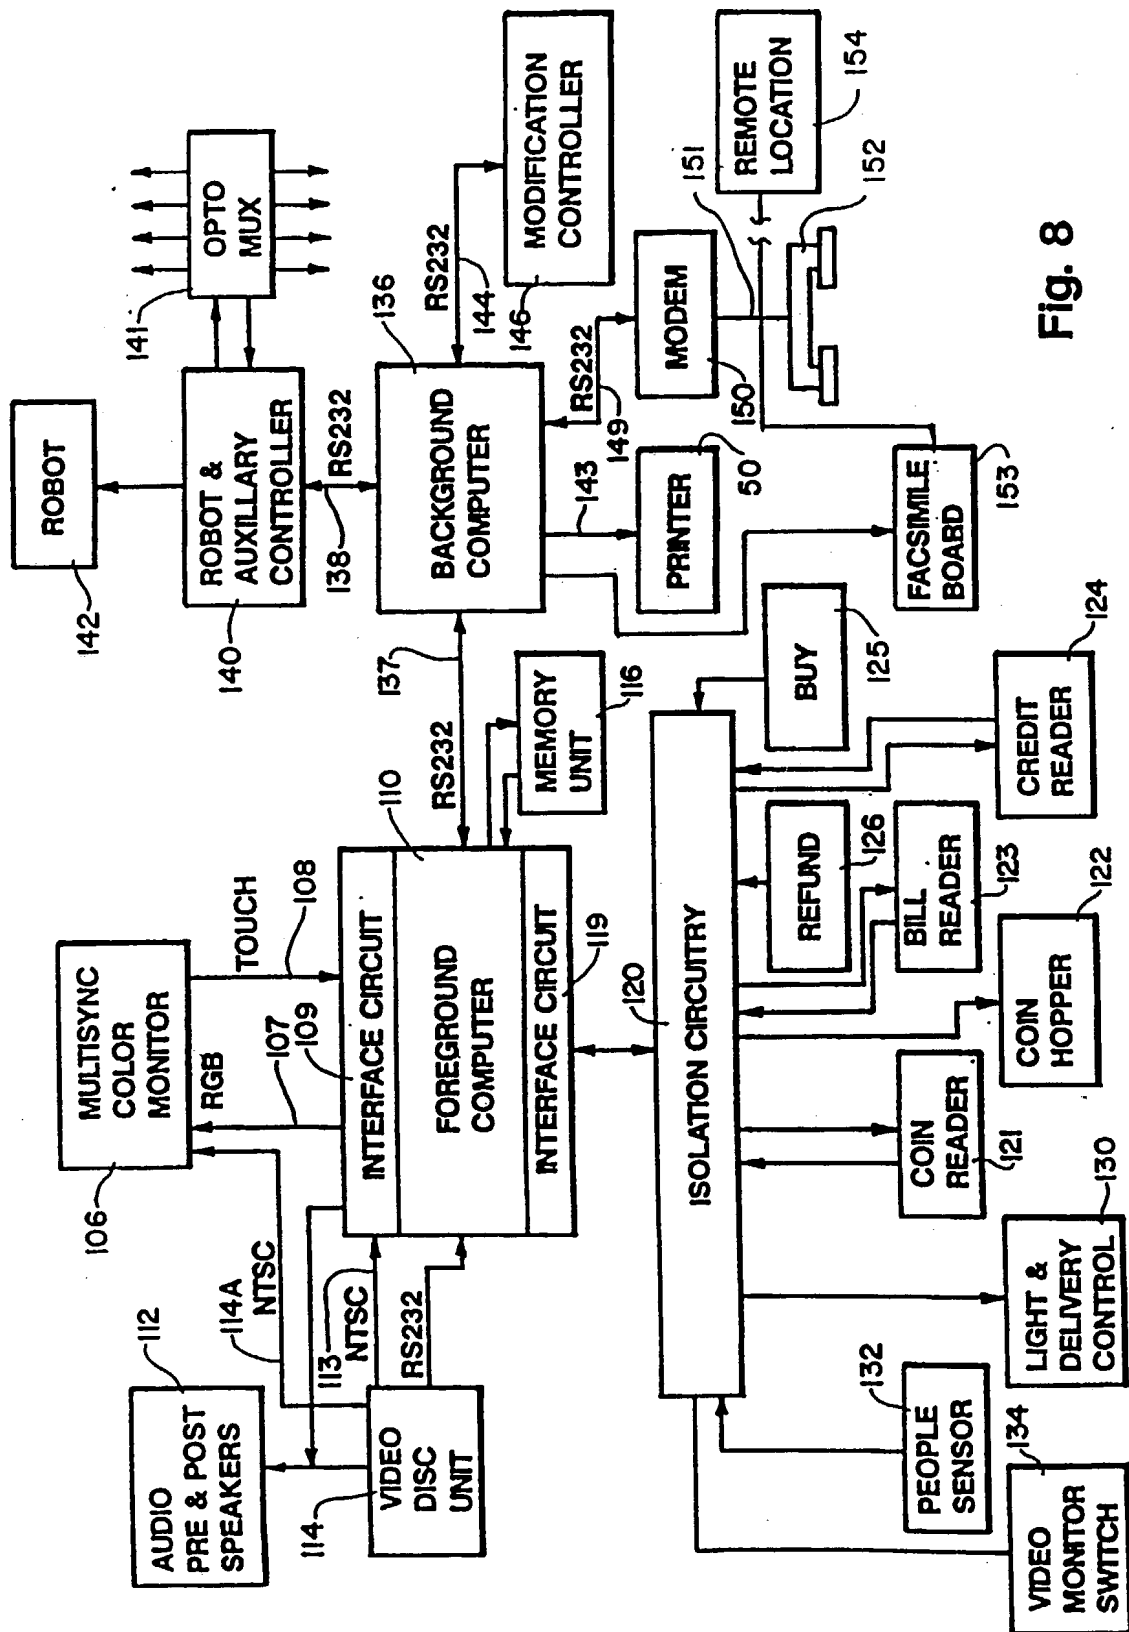 ROBOT
142
OPTO
MUX
141
ROBOT &
AUXILLARY
CONTROLLER
140
138
RS232
MODIFICATION
CONTROLLER
146
RS232
144
136
BACKGROUND
COMPUTER
137
RS232
143
RS232
149
PRINTER
50
MODEM
150
151
152
REMOTE
LOCATION
154
FACSIMILE
BOARD
153
MULTISYNC
COLOR
MONITOR
106
RGB
TOUCH
107
108
109
110
INTERFACE CIRCUIT
FOREGROUND
COMPUTER
INTERFACE CIRCUIT
119
MEMORY
UNIT
116
AUDIO
PRE & POST
SPEAKERS
112
114A
NTSC
113
NTSC
RS232
VIDEO
DISC
UNIT
114
120
ISOLATION CIRCUITRY
BUY
125
CREDIT
READER
124
REFUND
126
BILL
READER
123
COIN
HOPPER
122
COIN
READER
121
LIGHT &
DELIVERY
CONTROL
130
PEOPLE
SENSOR
132
VIDEO
MONITOR
SWITCH
134
Fig. 8